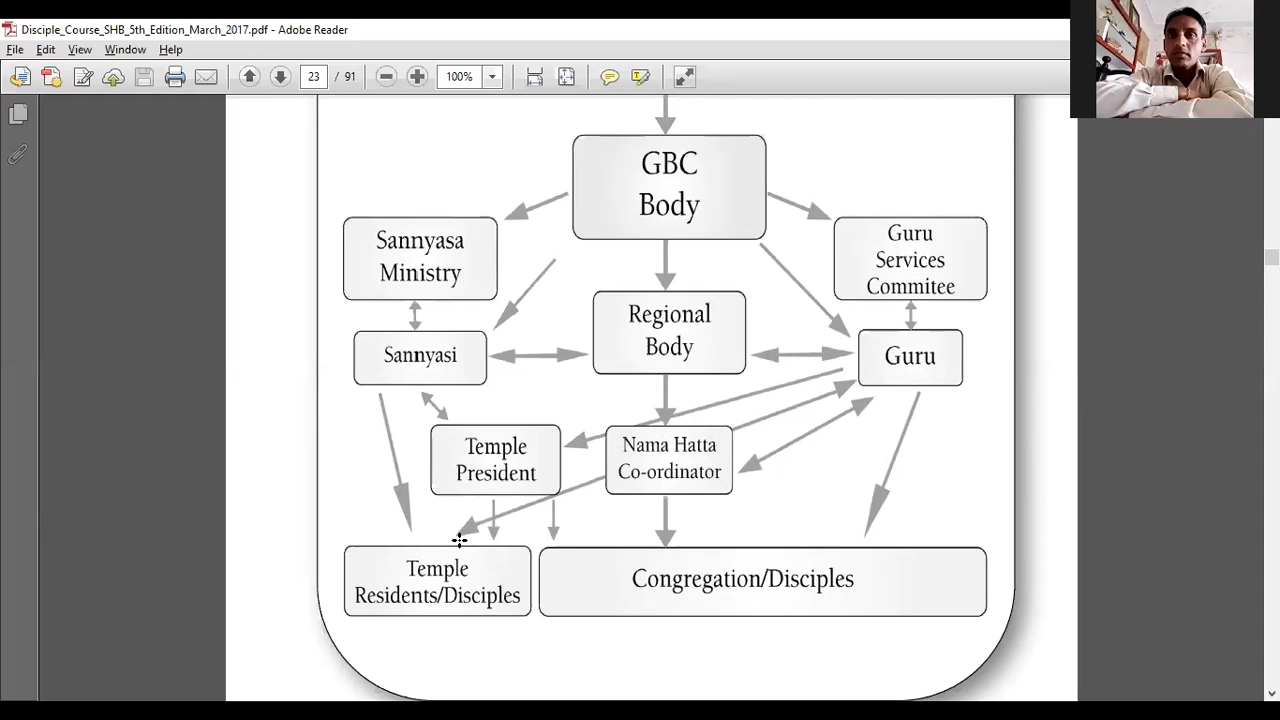 Disciple_Course_SHB_5th_Edition_March_2017.pdf - Adobe Reader
File Edit View Window Help
23 / 91 100%
GBC
Body
Sannyasa
Ministry
Guru
Services
Commitee
Regional
Body
Sannyasi
Guru
Temple
President
Nama Hatta
Co-ordinator
Temple
Residents/Disciples
Congregation/Disciples